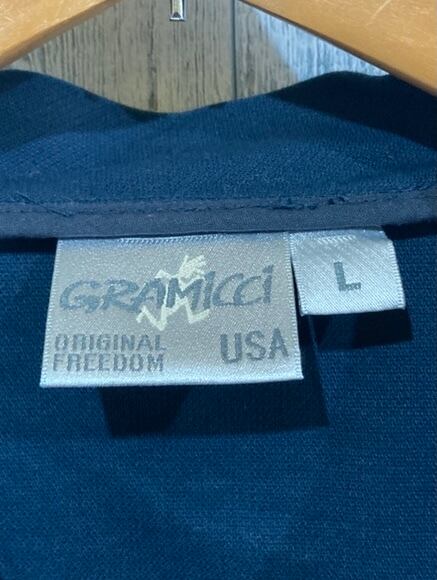 GRAMICCi
ORIGINAL
FREEDOM
USA
L